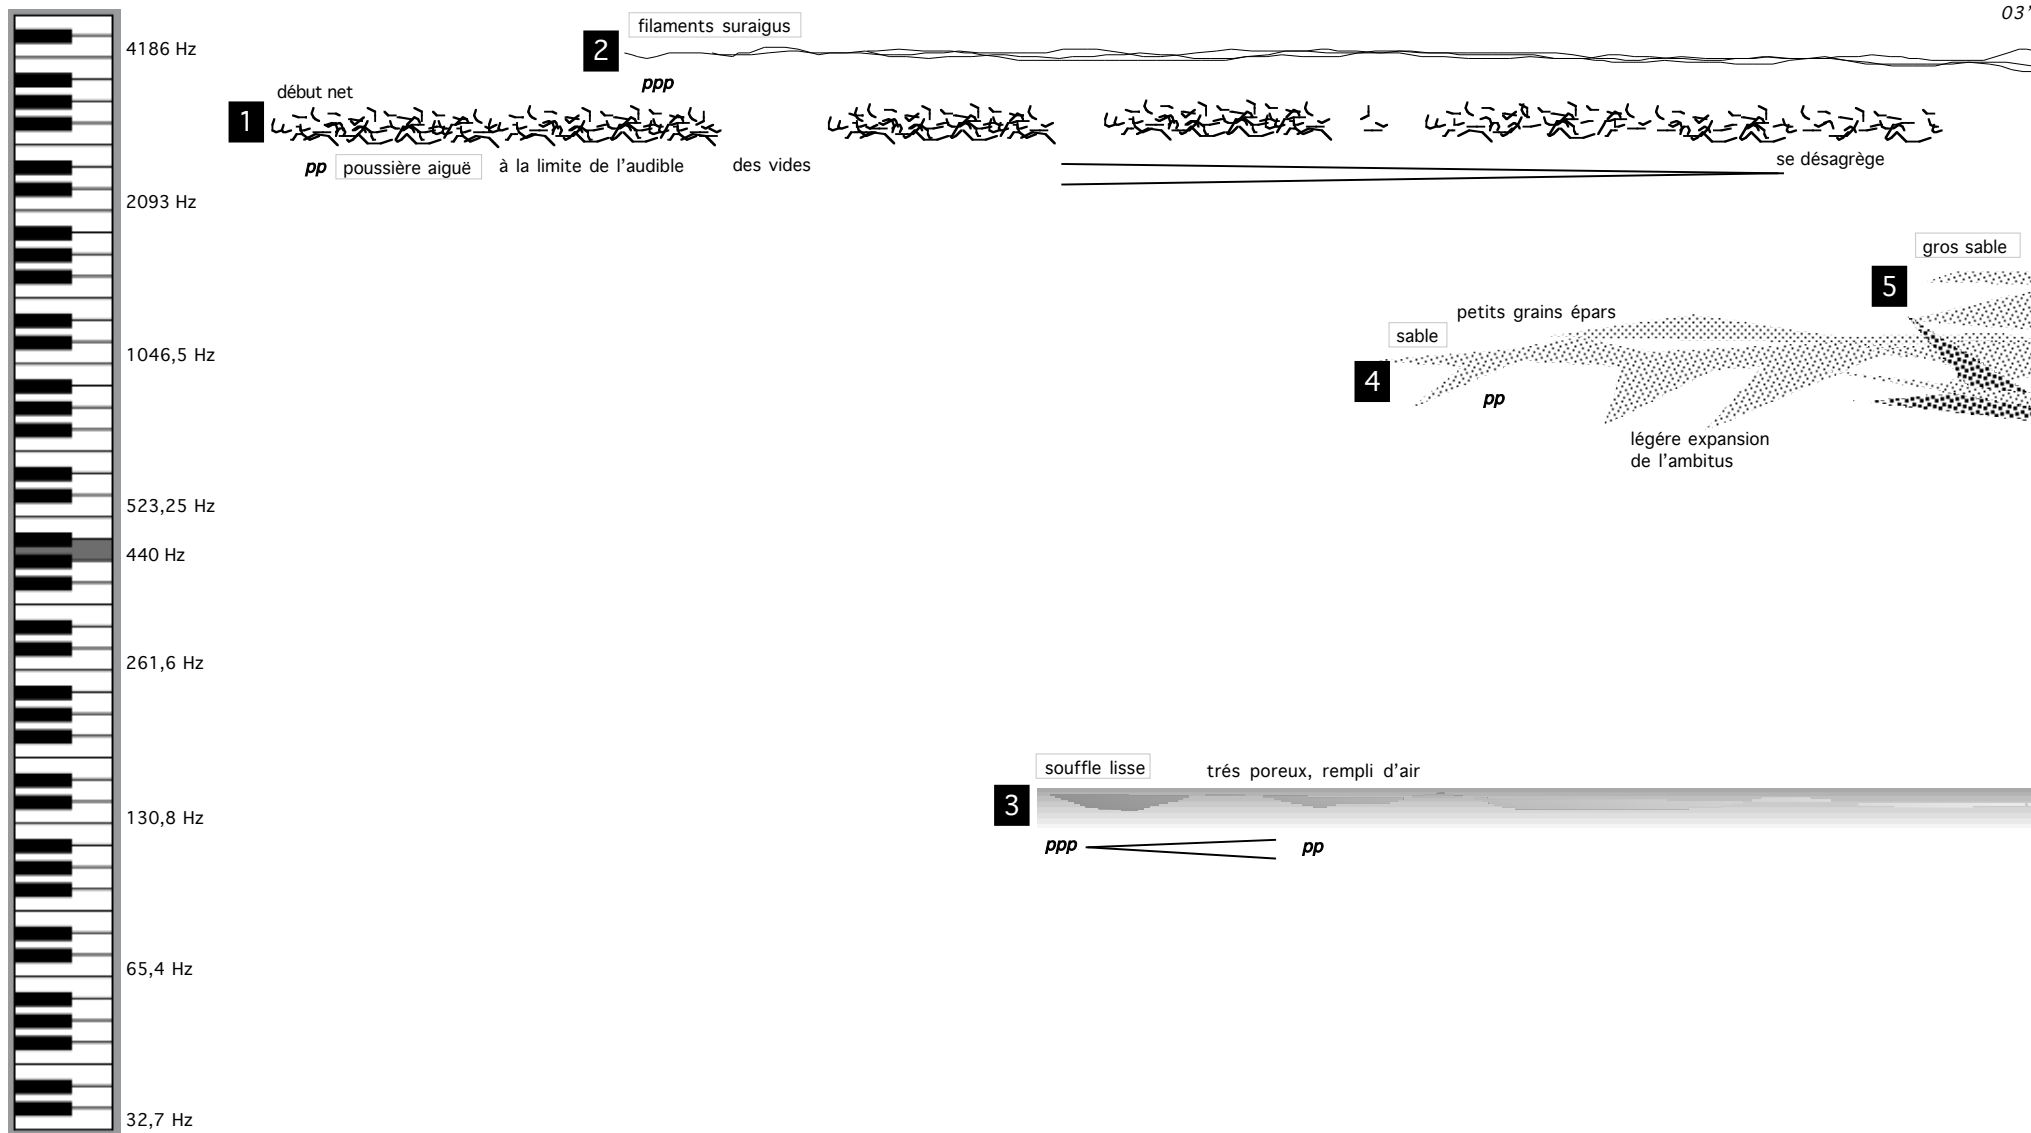 03'
filaments suraigus
2
4186 Hz
ppp
début net
1
pp poussière aiguë à la limite de l'audible des vides
se désagrège
2093 Hz
gros sable
5
petits grains épars
sable
1046,5 Hz
4
pp
légére expansion
de l'ambitus
523,25 Hz
440 Hz
261,6 Hz
souffle lisse trés poreux, rempli d'air
3
130,8 Hz
ppp pp
65,4 Hz
32,7 Hz